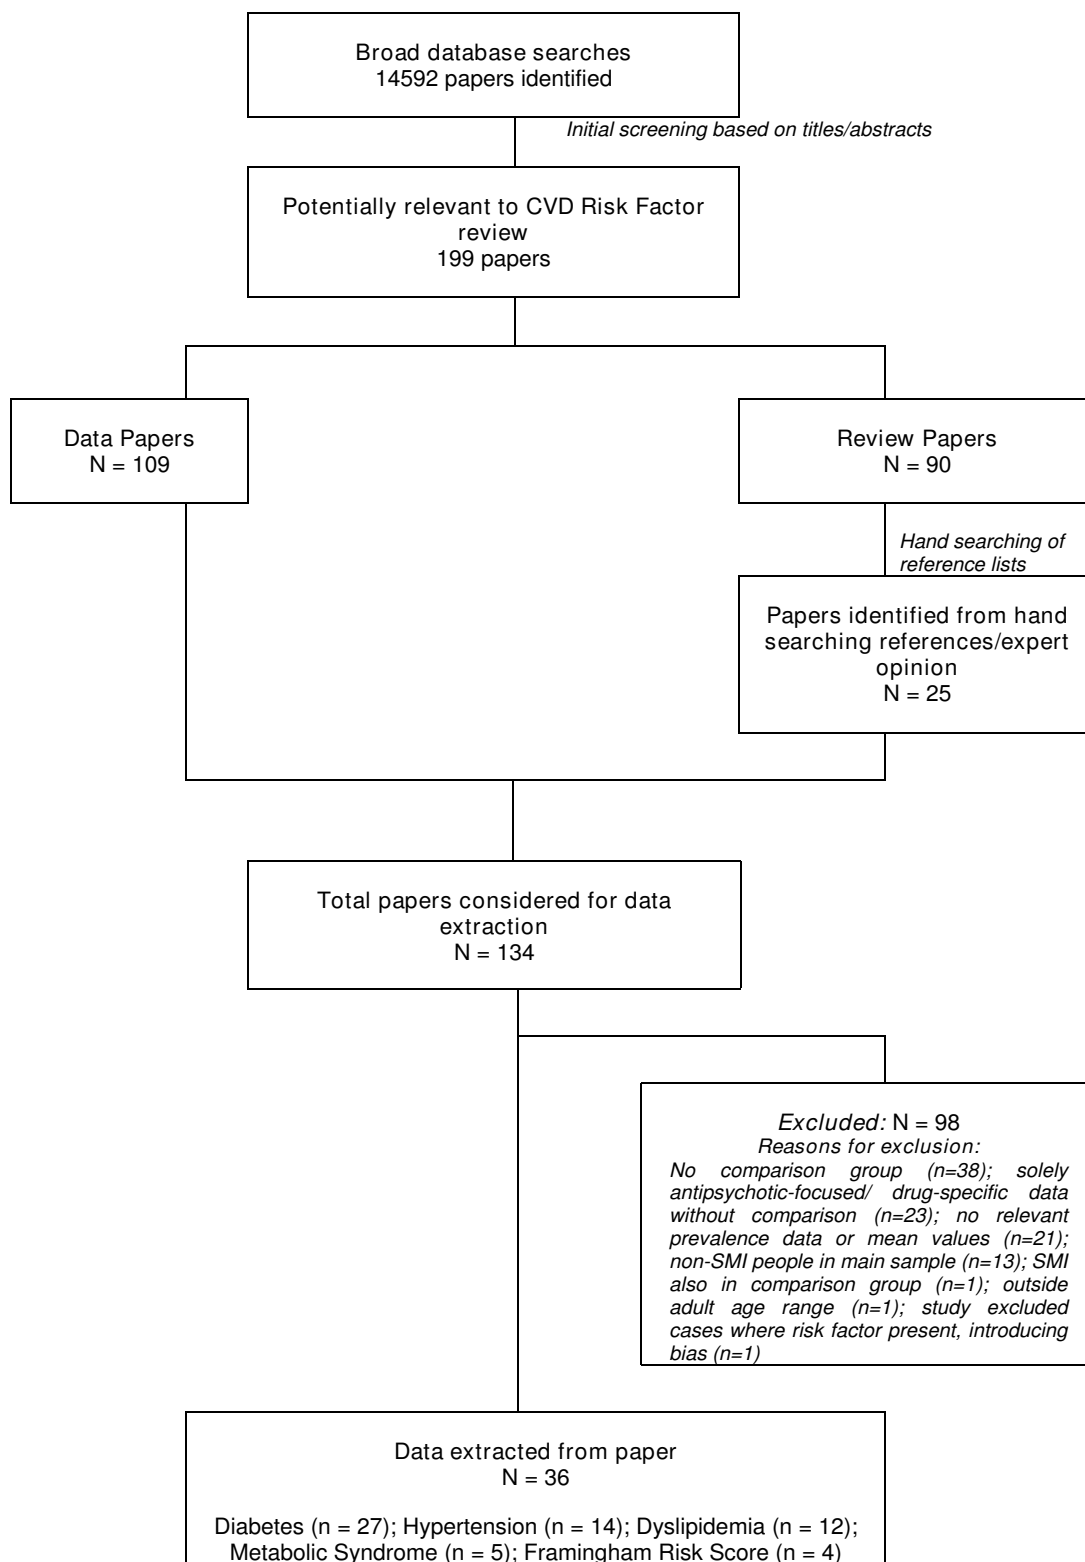 Broad database searches
14592 papers identified
Initial screening based on titles/abstracts
Potentially relevant to CVD Risk Factor
review
199 papers
Data Papers
N = 109
Review Papers
N = 90
Hand searching of
reference lists
Papers identified from hand
searching references/expert
opinion
N = 25
Total papers considered for data
extraction
N = 134
Excluded: N = 98
Reasons for exclusion:
No comparison group (n=38); solely
antipsychotic-focused/ drug-specific data
without comparison (n=23); no relevant
prevalence data or mean values (n=21);
non-SMI people in main sample (n=13); SMI
also in comparison group (n=1); outside
adult age range (n=1); study excluded
cases where risk factor present, introducing
bias (n=1)
Data extracted from paper
N = 36
Diabetes (n = 27); Hypertension (n = 14); Dyslipidemia (n = 12);
Metabolic Syndrome (n = 5); Framingham Risk Score (n = 4)